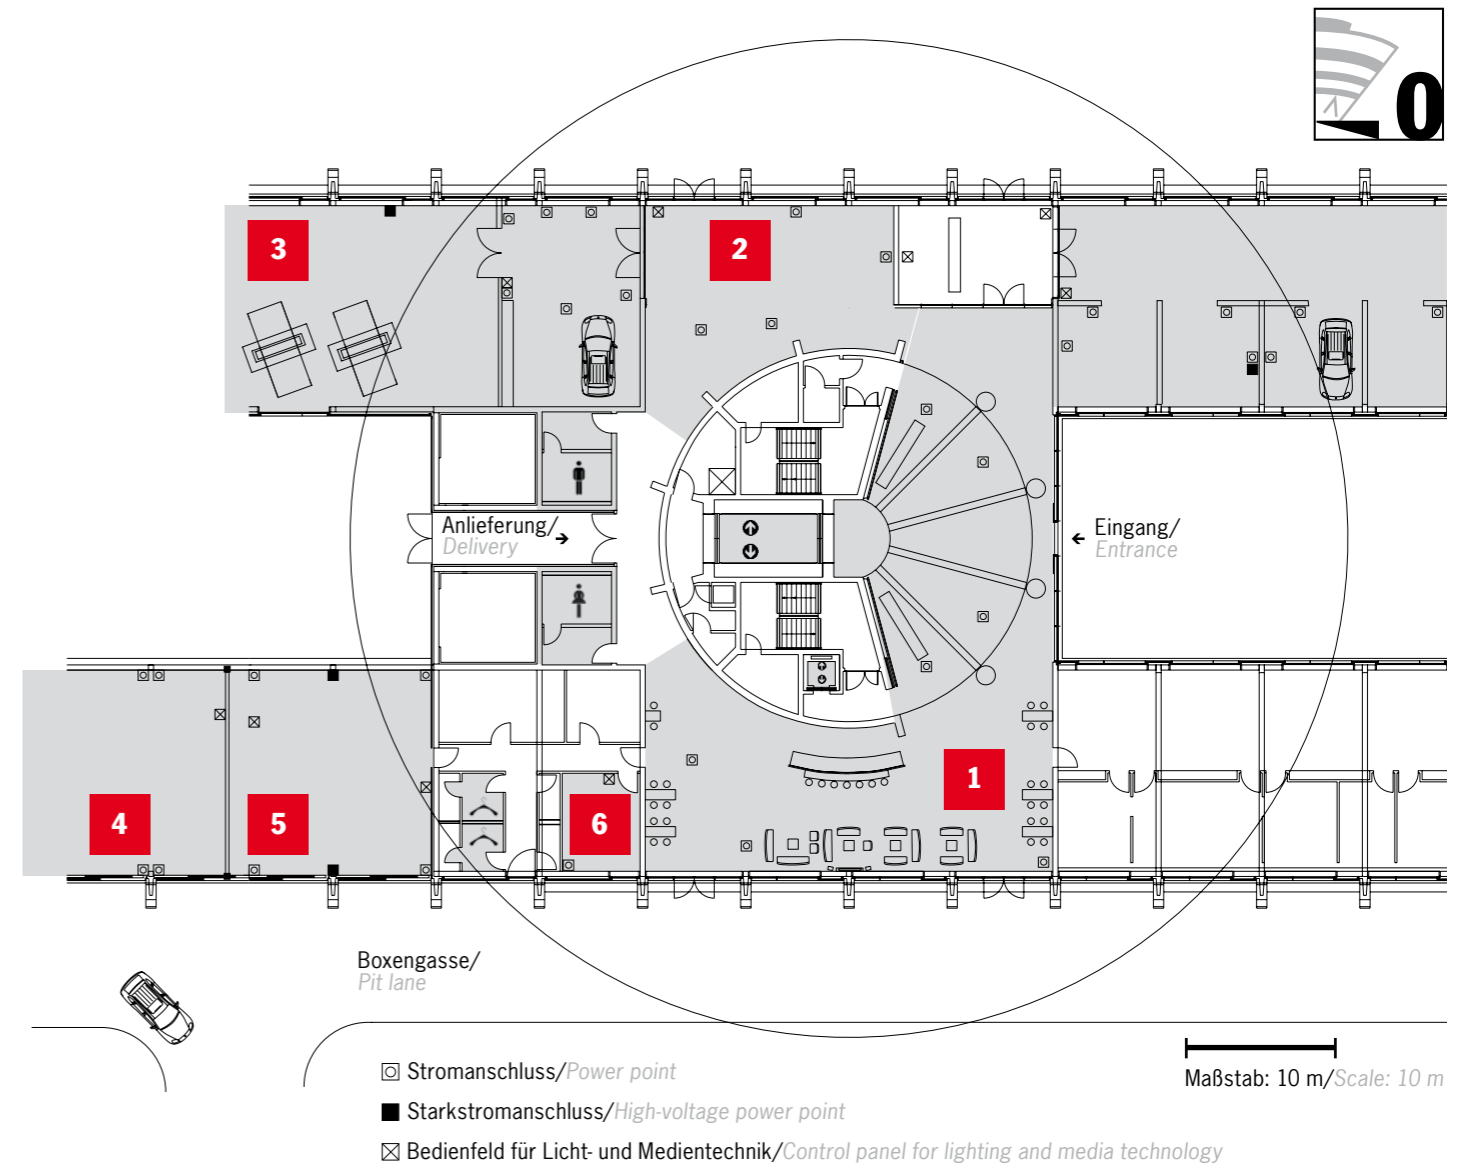 0
3
2
Anlieferung/
Delivery
Eingang/
Entrance
1
4
5
6
Boxengasse/
Pit lane
Stromanschluss/Power point
Maßstab: 10 m/Scale: 10 m
Starkstromanschluss/High-voltage power point
Bedienfeld für Licht- und Medientechnik/Control panel for lighting and media technology